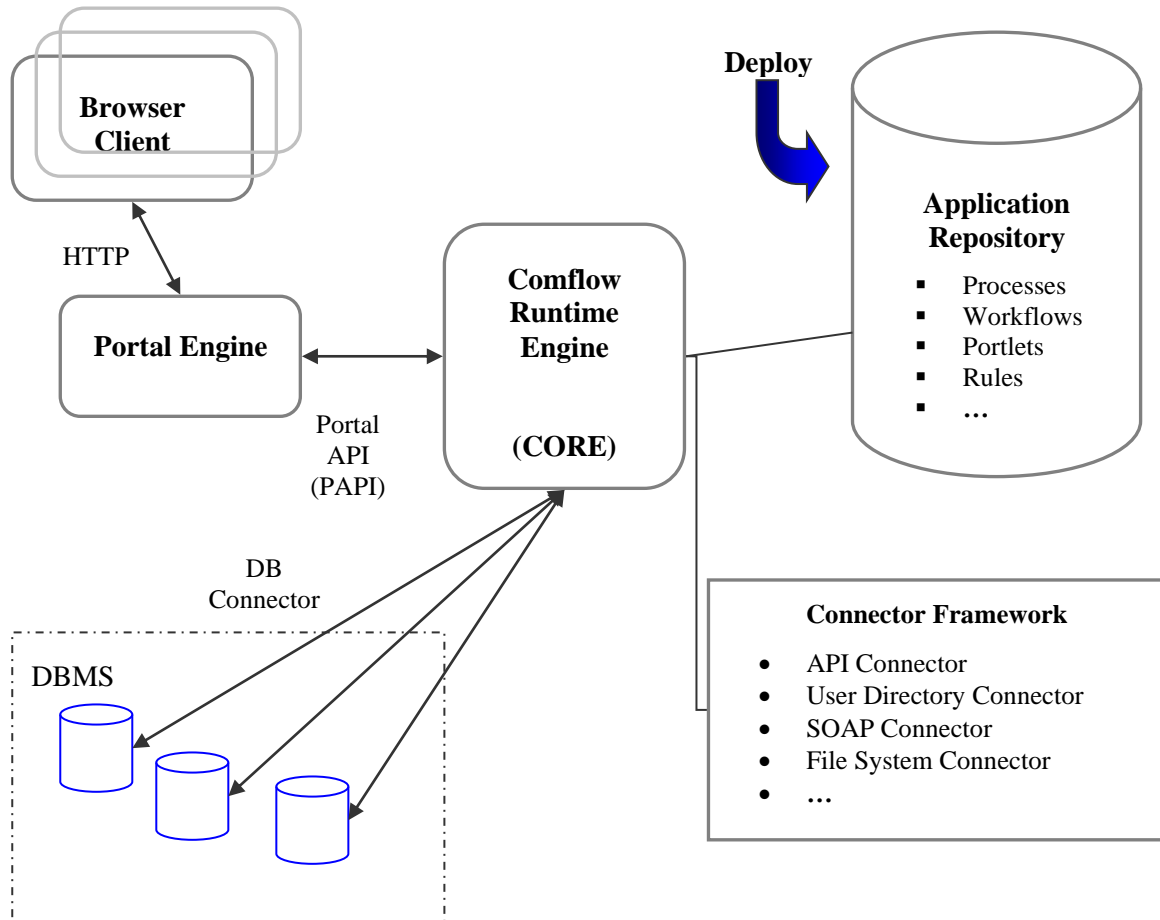 Deploy
Browser
Client
Application
Repository
▪ Processes
▪ Workflows
▪ Portlets
▪ Rules
▪ ...
HTTP
Comflow
Runtime
Engine
(CORE)
Portal Engine
Portal
API
(PAPI)
DB
Connector
DBMS
Connector Framework
• API Connector
• User Directory Connector
• SOAP Connector
• File System Connector
• ...